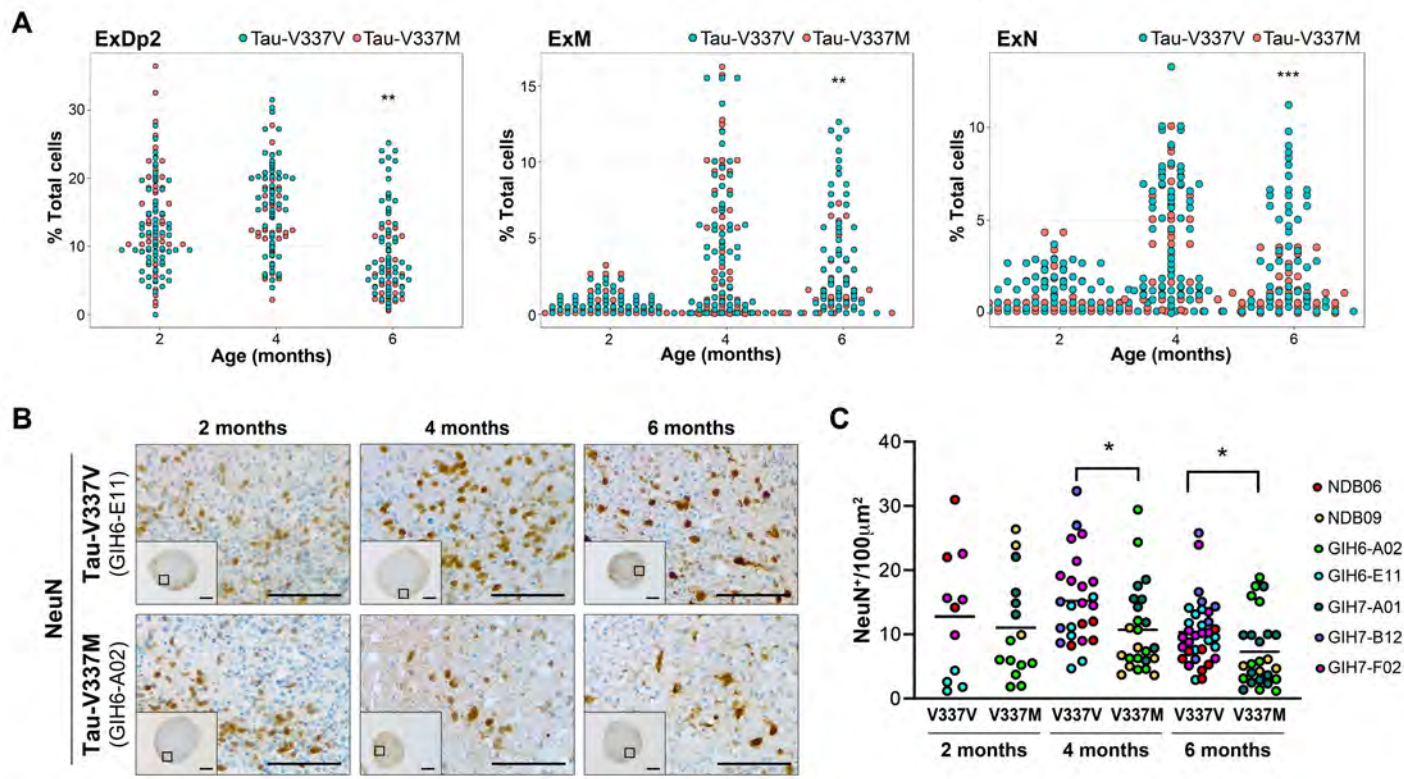 A
ExDp2
Tau-V337V Tau-V337M
% Total cells
30
20
10
0
2 4 6
Age (months)
**
ExM
Tau-V337V Tau-V337M
% Total cells
15
10
5
0
2 4 6
Age (months)
**
ExN
Tau-V337V Tau-V337M
% Total cells
10
5
0
2 4 6
Age (months)
***
B
2 months 4 months 6 months
NeuN
Tau-V337V
(GIH6-E11)
Tau-V337M
(GIH6-A02)
C
NeuN⁺/100µm²
40
30
20
10
0
* *
V337V V337M V337V V337M V337V V337M
2 months 4 months 6 months
NDB06
NDB09
GIH6-A02
GIH6-E11
GIH7-A01
GIH7-B12
GIH7-F02